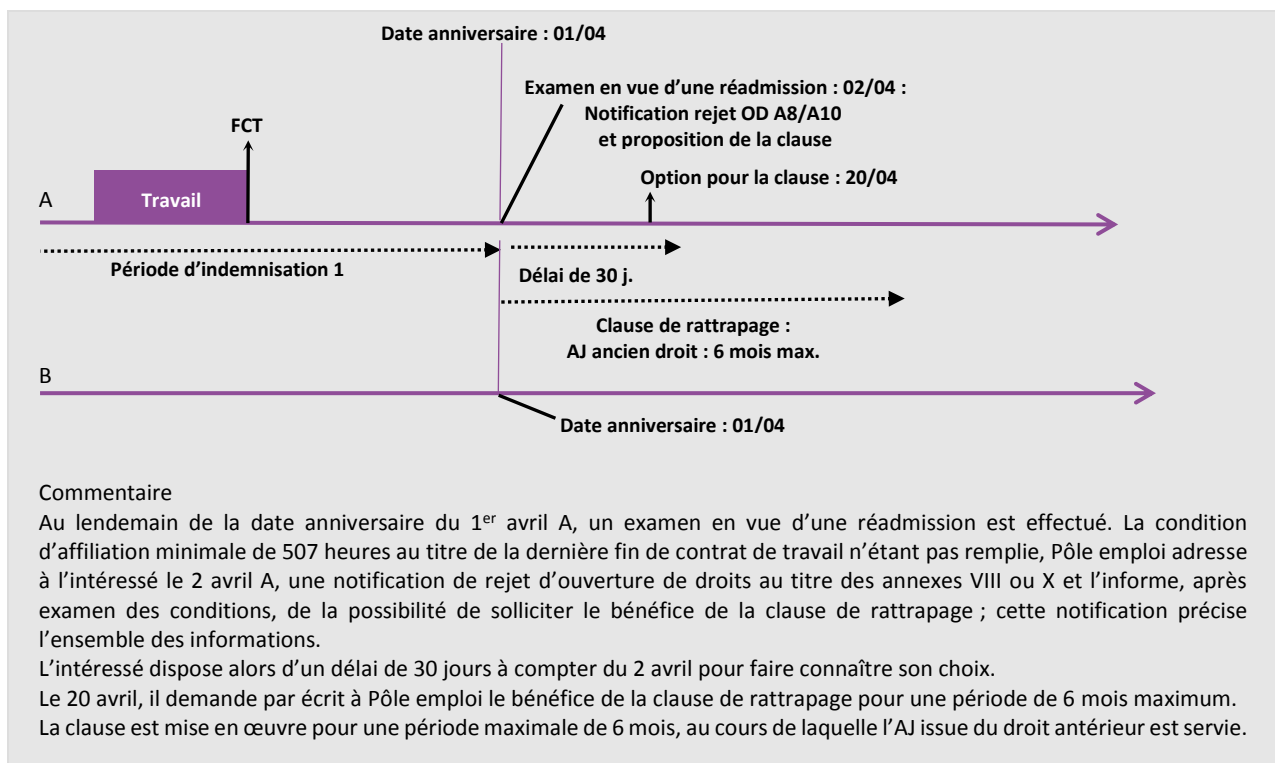 Date anniversaire : 01/04
Examen en vue d’une réadmission : 02/04 :
Notification rejet OD A8/A10
et proposition de la clause
FCT
Option pour la clause : 20/04
A
Travail
Période d’indemnisation 1
Délai de 30 j.
Clause de rattrapage :
AJ ancien droit : 6 mois max.
B
Date anniversaire : 01/04
Commentaire
Au lendemain de la date anniversaire du 1er avril A, un examen en vue d’une réadmission est effectué. La condition
d’affiliation minimale de 507 heures au titre de la dernière fin de contrat de travail n’étant pas remplie, Pôle emploi adresse
à l’intéressé le 2 avril A, une notification de rejet d’ouverture de droits au titre des annexes VIII ou X et l’informe, après
examen des conditions, de la possibilité de solliciter le bénéfice de la clause de rattrapage ; cette notification précise
l’ensemble des informations.
L’intéressé dispose alors d’un délai de 30 jours à compter du 2 avril pour faire connaître son choix.
Le 20 avril, il demande par écrit à Pôle emploi le bénéfice de la clause de rattrapage pour une période de 6 mois maximum.
La clause est mise en œuvre pour une période maximale de 6 mois, au cours de laquelle l’AJ issue du droit antérieur est servie.